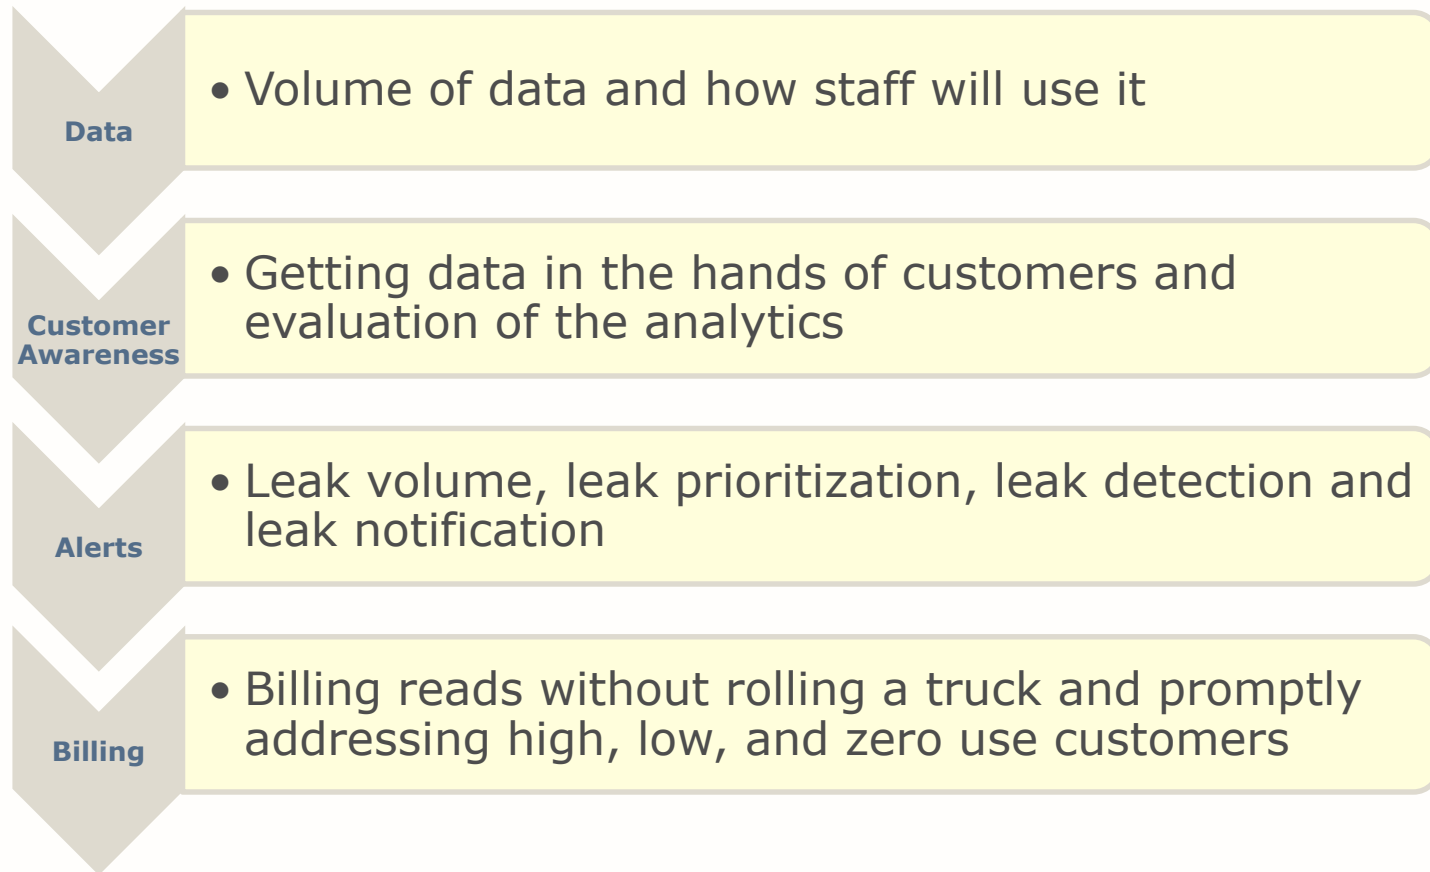 Data
• Volume of data and how staff will use it
Customer
Awareness
• Getting data in the hands of customers and
evaluation of the analytics
Alerts
• Leak volume, leak prioritization, leak detection and
leak notification
Billing
• Billing reads without rolling a truck and promptly
addressing high, low, and zero use customers